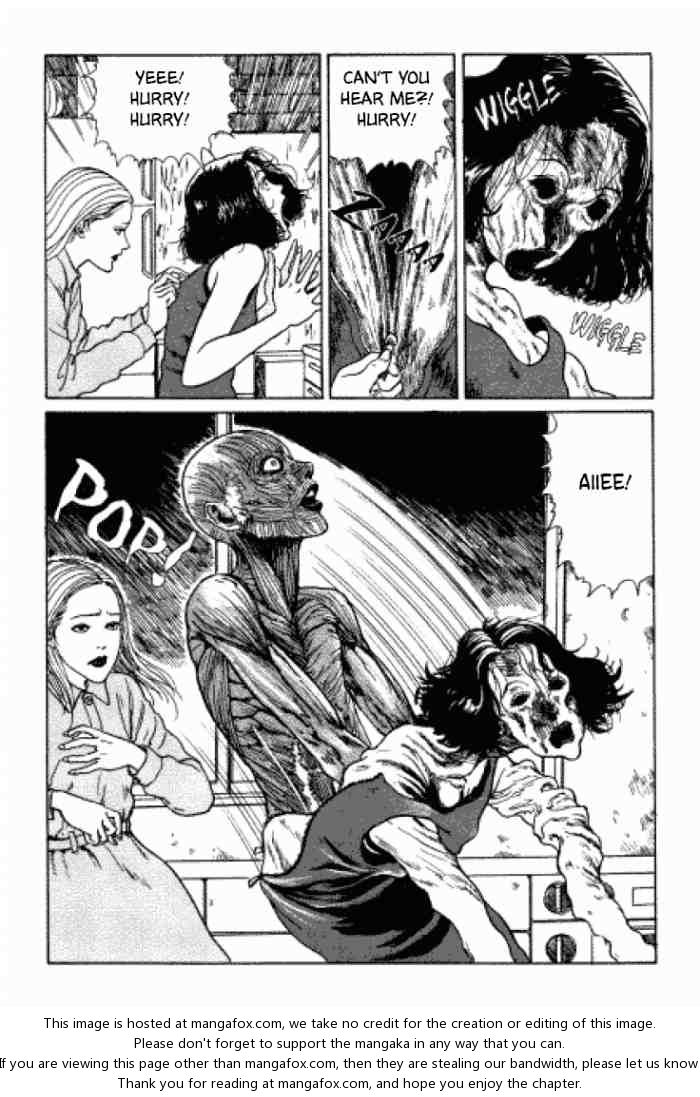 YEEE!
HURRY!
HURRY!
CAN'T YOU
HEAR ME?!
HURRY!
AAAAA
WIGGLE
WIGGLE
POP!
AIIEE!
This image is hosted at mangafox.com, we take no credit for the creation or editing of this image.
Please don't forget to support the mangaka in any way that you can.
If you are viewing this page other than mangafox.com, then they are stealing our bandwidth, please let us know
Thank you for reading at mangafox.com, and hope you enjoy the chapter.